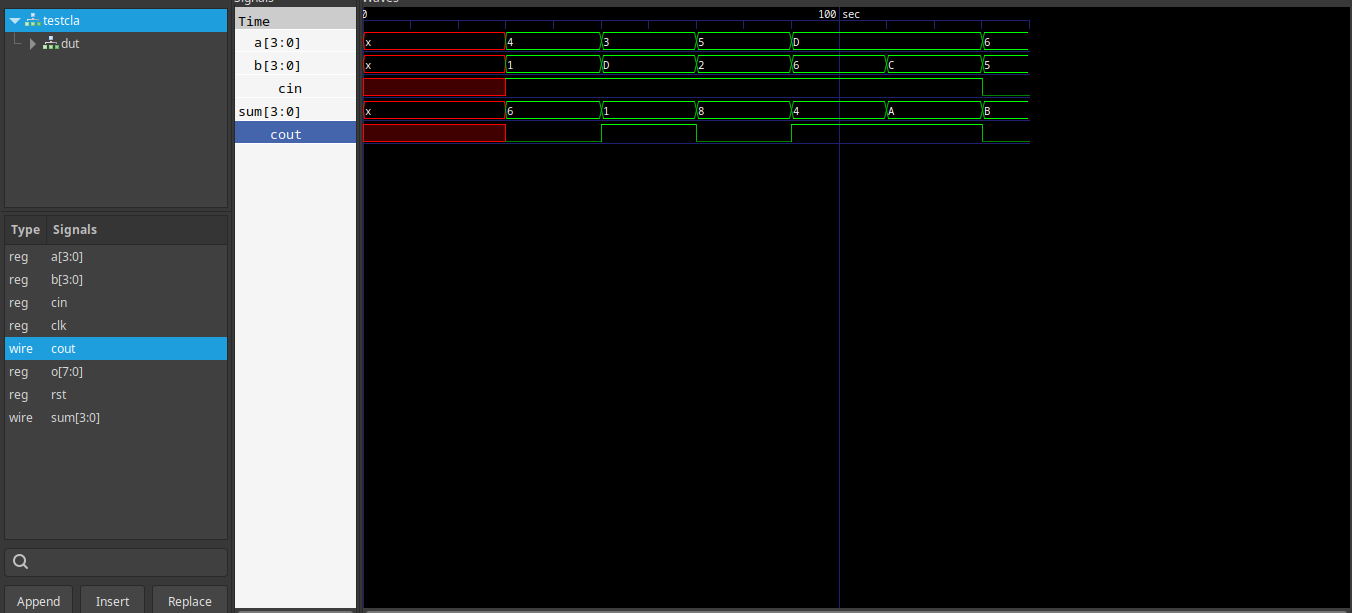 Signals
Waves
testcla
dut
Type Signals
reg a[3:0]
reg b[3:0]
reg cin
reg clk
wire cout
reg o[7:0]
reg rst
wire sum[3:0]
Append Insert Replace
Time
a[3:0]
b[3:0]
cin
sum[3:0]
cout
0 100 sec
x 4 3 5 D 6
x 1 D 2 6 C 5
x 6 1 8 4 A B